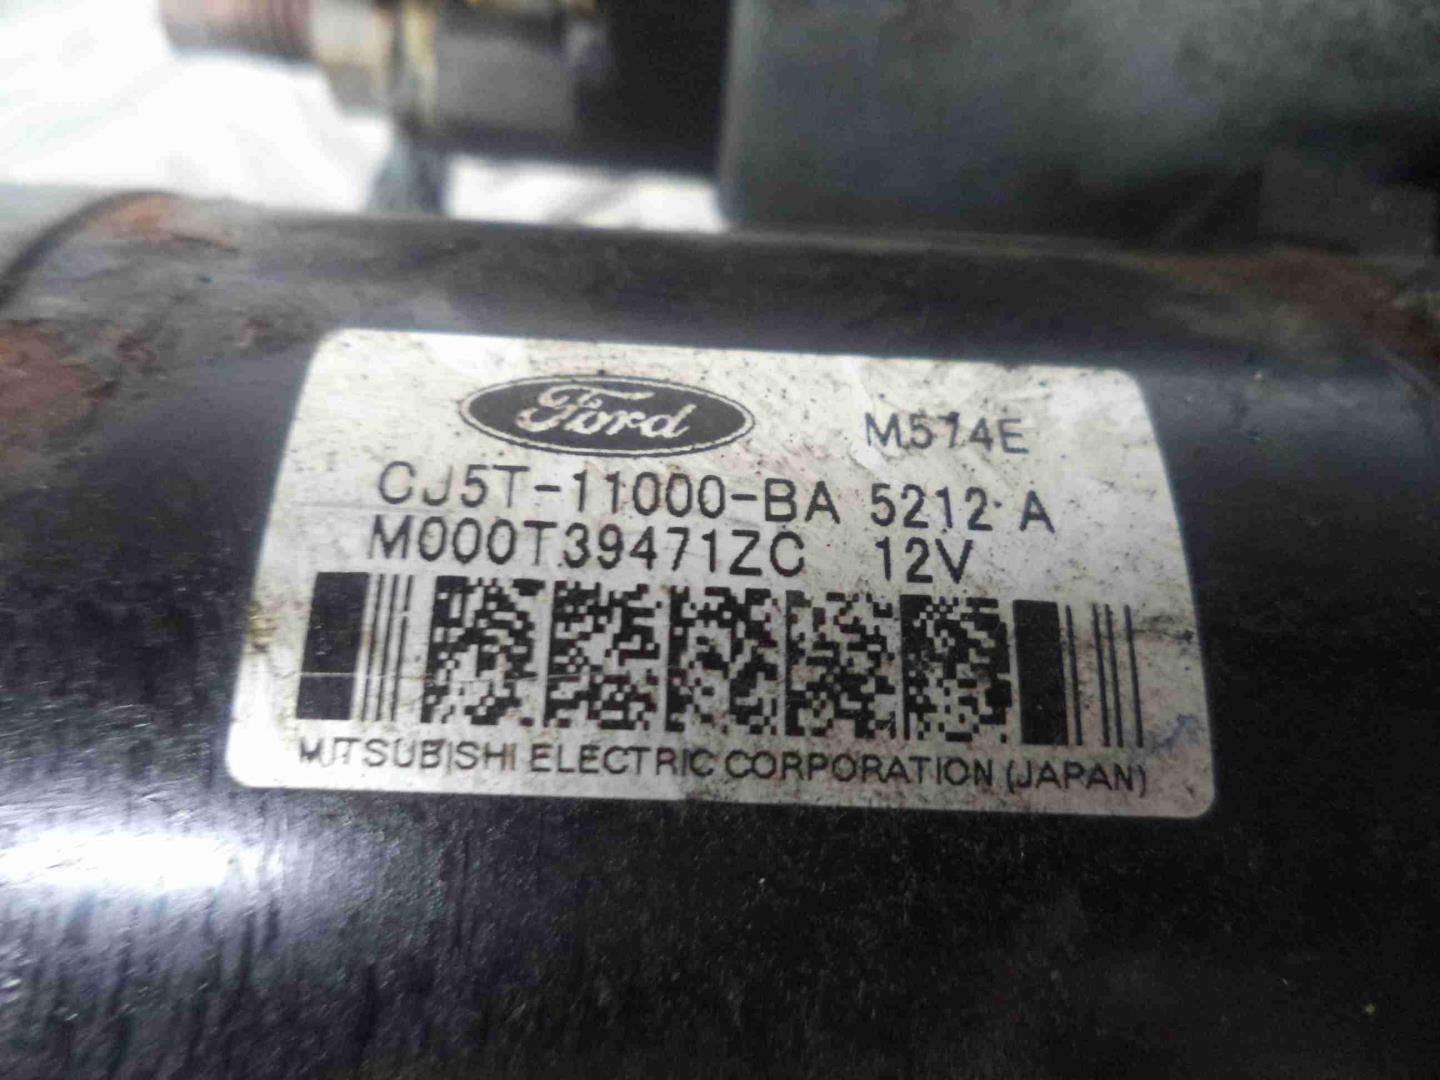 Ford M574E
CJ5T-11000-BA 5212 A
M000T39471ZC 12V
MITSUBISHI ELECTRIC CORPORATION (JAPAN)